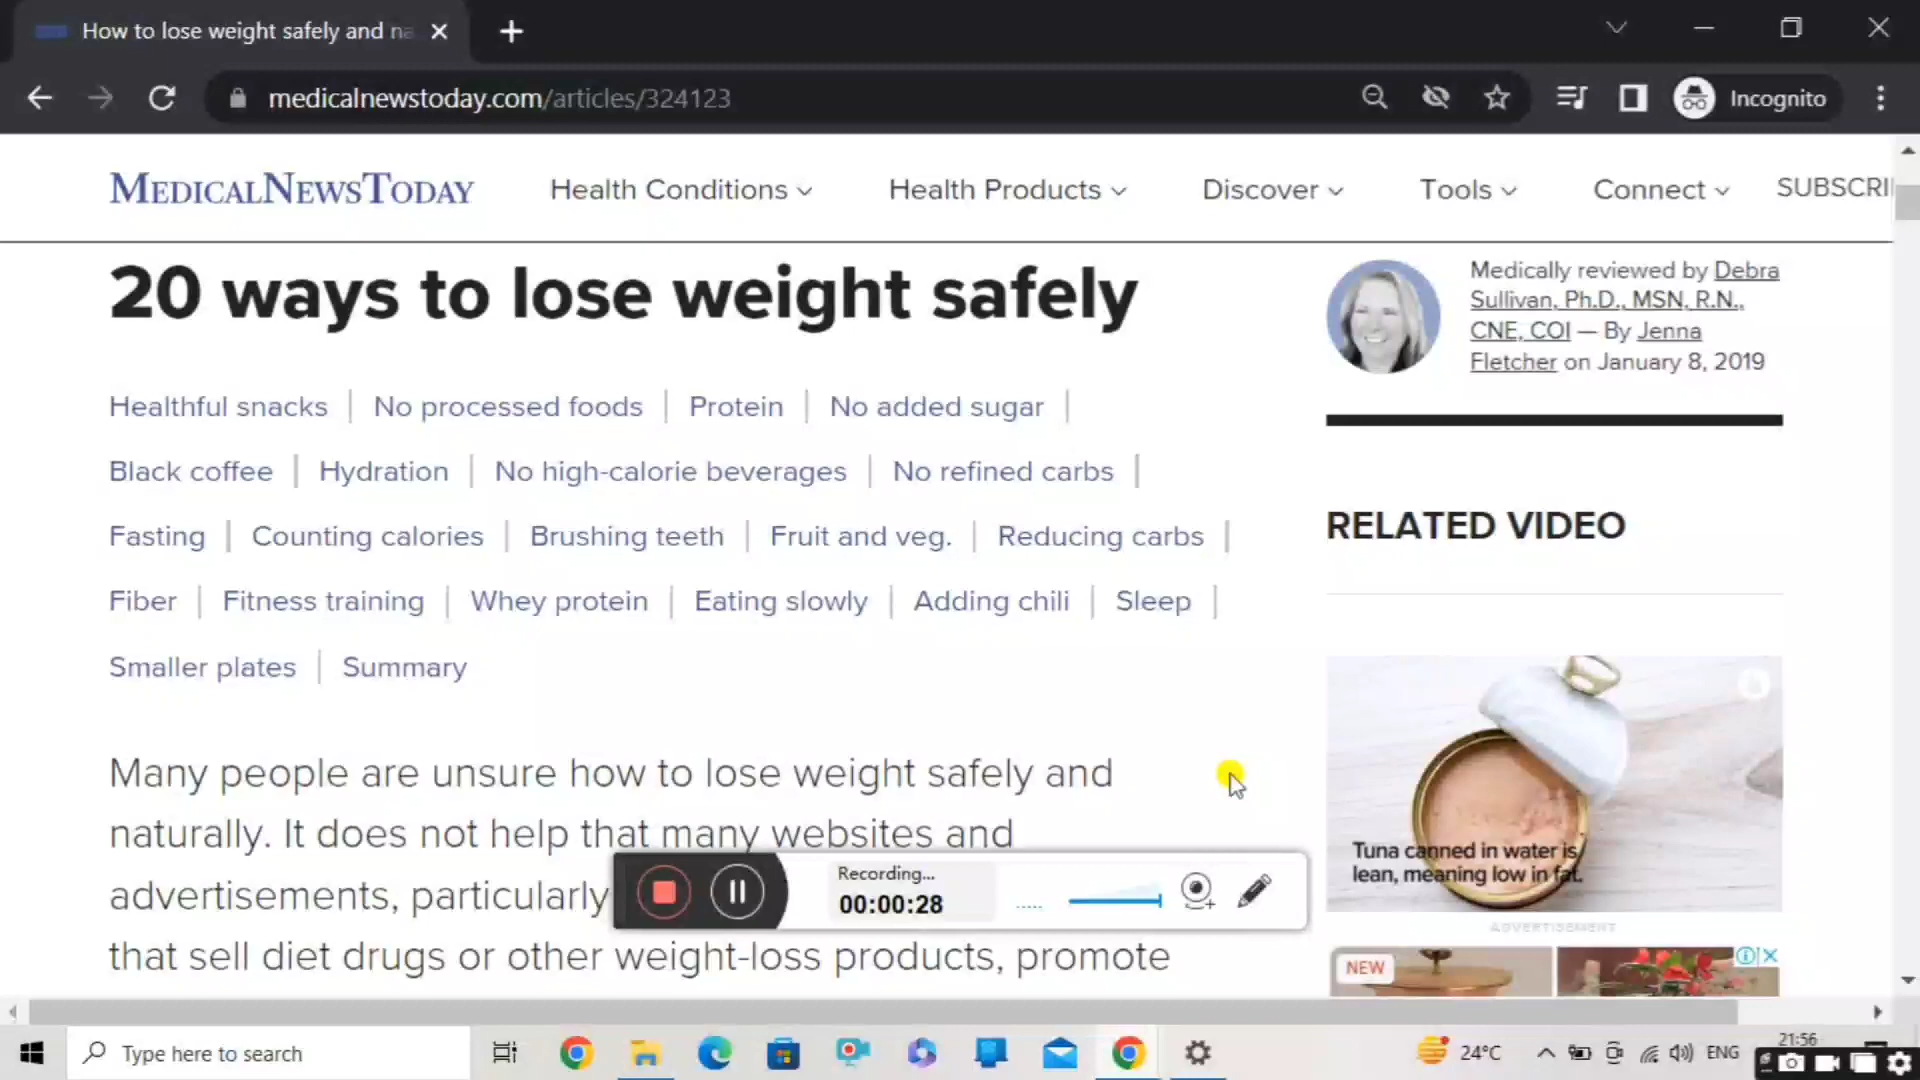 How to lose weight safely and na
medicalnewstoday.com/articles/324123
Incognito
MEDICALNEWSTODAY
Health Conditions
Health Products
Discover
Tools
Connect
SUBSCRI
20 ways to lose weight safely
Medically reviewed by Debra
Sullivan, Ph.D., MSN, R.N.,
CNE, COI — By Jenna
Fletcher on January 8, 2019
Healthful snacks | No processed foods | Protein | No added sugar |
Black coffee | Hydration | No high-calorie beverages | No refined carbs |
Fasting | Counting calories | Brushing teeth | Fruit and veg. | Reducing carbs |
Fiber | Fitness training | Whey protein | Eating slowly | Adding chili | Sleep |
Smaller plates | Summary
RELATED VIDEO
Tuna canned in water is
lean, meaning low in fat.
ADVERTISEMENT
NEW
Many people are unsure how to lose weight safely and
naturally. It does not help that many websites and
advertisements, particularly
that sell diet drugs or other weight-loss products, promote
Recording...
00:00:28
Type here to search
24°C
ENG
21:56